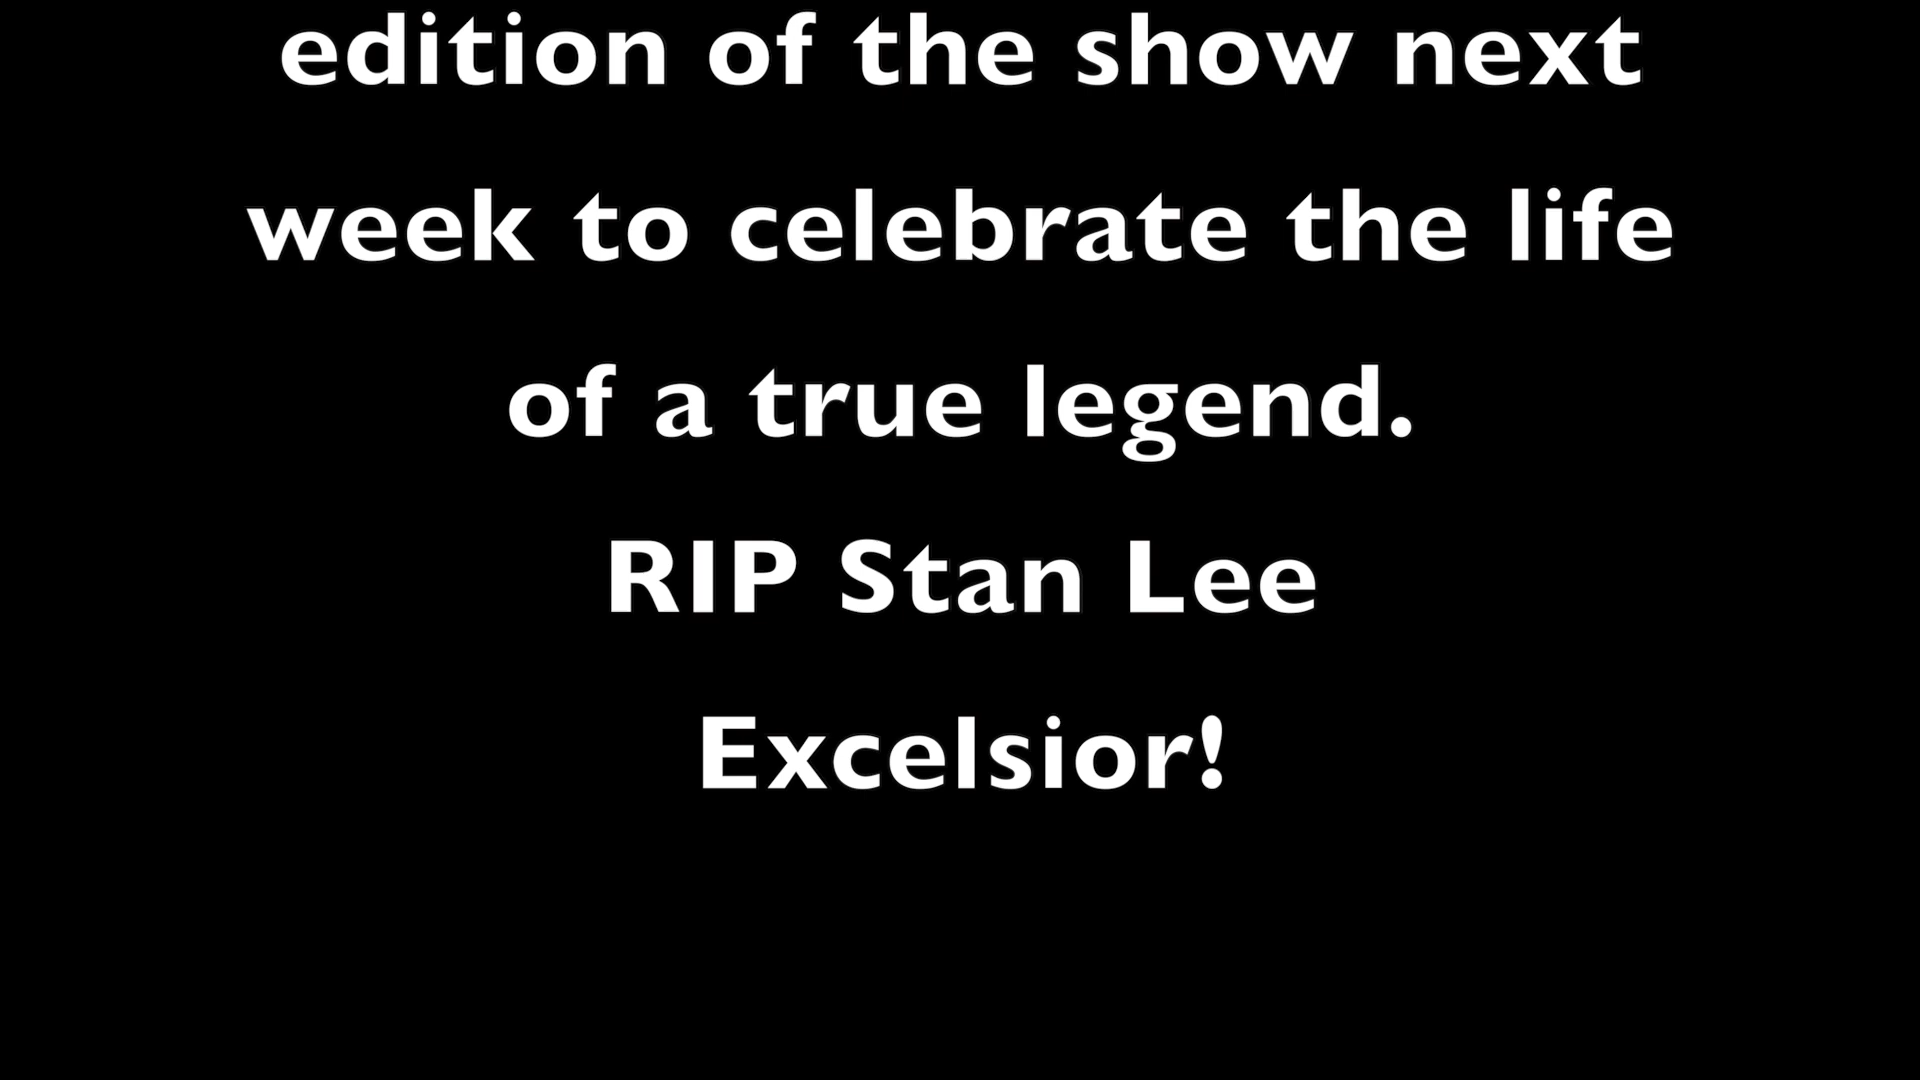 edition of the show next
week to celebrate the life
of a true legend.
RIP Stan Lee
Excelsior!